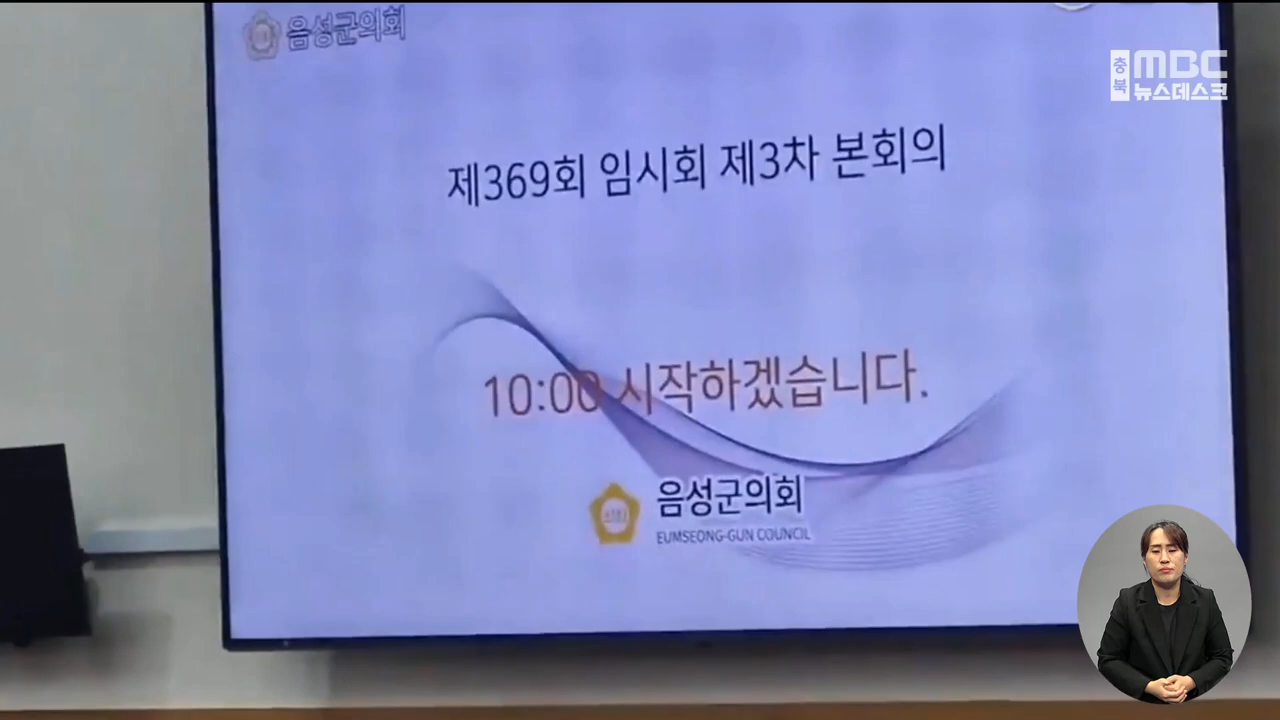 음성군의회
충북 MBC
뉴스데스크
제369회 임시회 제3차 본회의
10:00 시작하겠습니다.
음성군의회
EUMSEONG-GUN COUNCIL